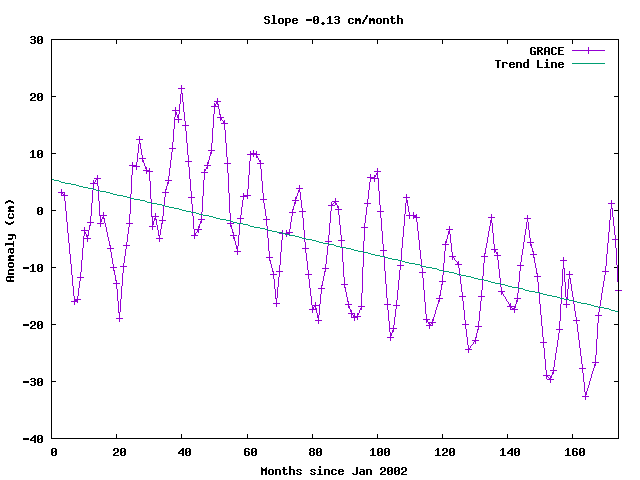 Slope -0.13 cm/month
GRACE
Trend Line
30
20
10
0
-10
-20
-30
-40
Anomaly (cm)
0 20 40 60 80 100 120 140 160
Months since Jan 2002